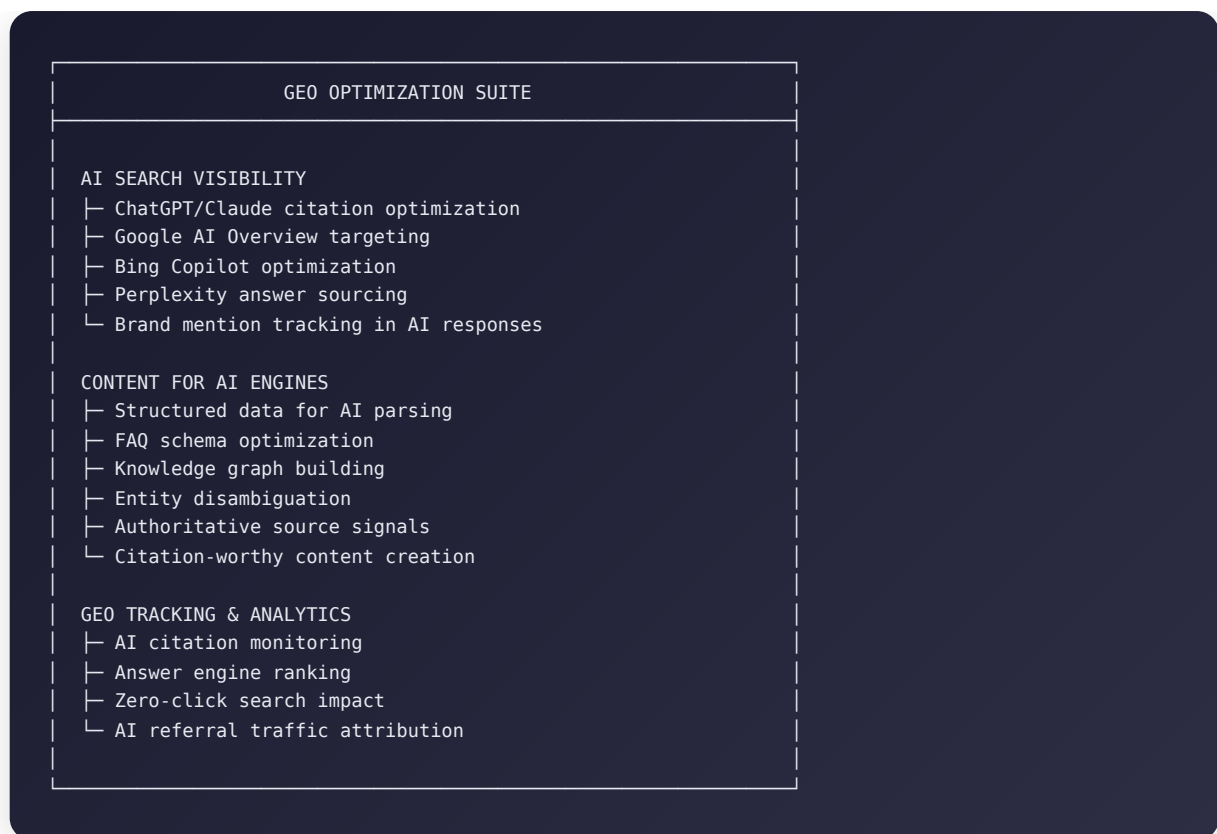 GEO OPTIMIZATION SUITE
AI SEARCH VISIBILITY
├─ ChatGPT/Claude citation optimization
├─ Google AI Overview targeting
├─ Bing Copilot optimization
├─ Perplexity answer sourcing
└─ Brand mention tracking in AI responses
CONTENT FOR AI ENGINES
├─ Structured data for AI parsing
├─ FAQ schema optimization
├─ Knowledge graph building
├─ Entity disambiguation
├─ Authoritative source signals
└─ Citation-worthy content creation
GEO TRACKING & ANALYTICS
├─ AI citation monitoring
├─ Answer engine ranking
├─ Zero-click search impact
└─ AI referral traffic attribution